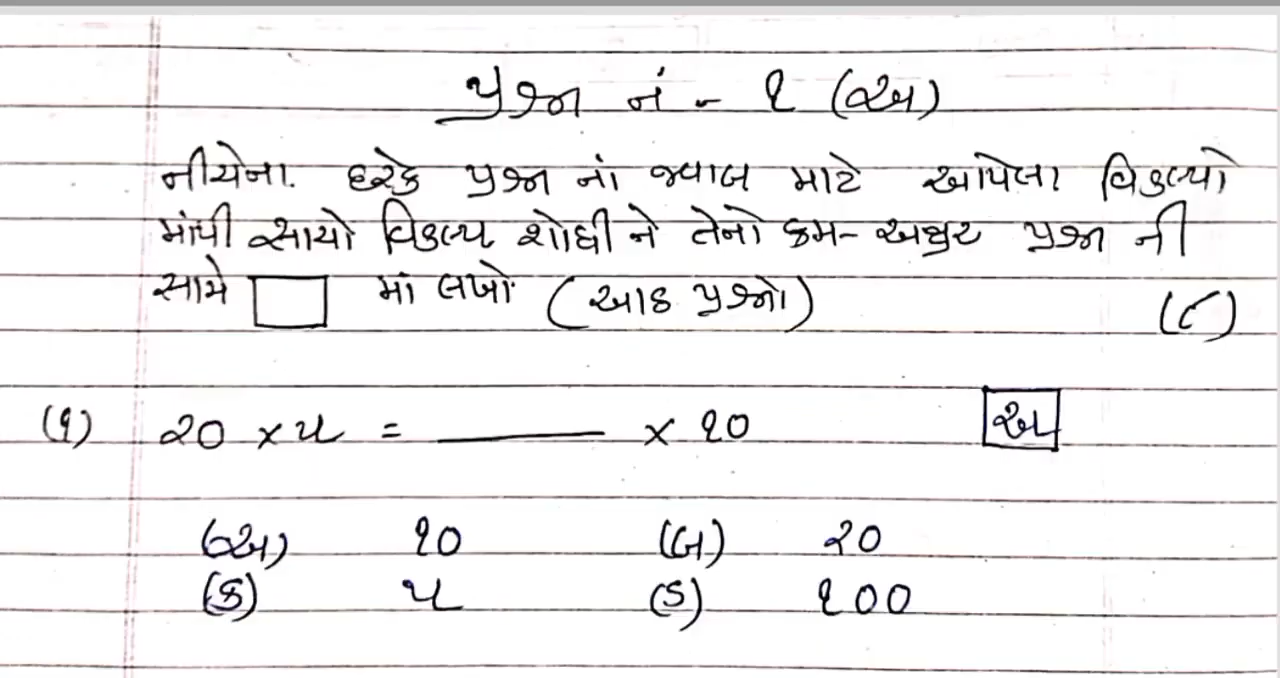 પ્રશ્ન નં - ૧ (અ)
નીચેના દરેક પ્રશ્ન નાં જવાબ માટે આપેલા વિકલ્પો
માંથી સાચો વિકલ્પ શોધી ને તેનો ક્રમ-અક્ષર પ્રશ્ન ની
સામે માં લખો (આઠ પ્રશ્નો) (૮)
(૧) ૨૦ × ૫ = ______ × ૧૦ અ
(અ) ૧૦ (બ) ૨૦
(ક) ૫ (ડ) ૧૦૦